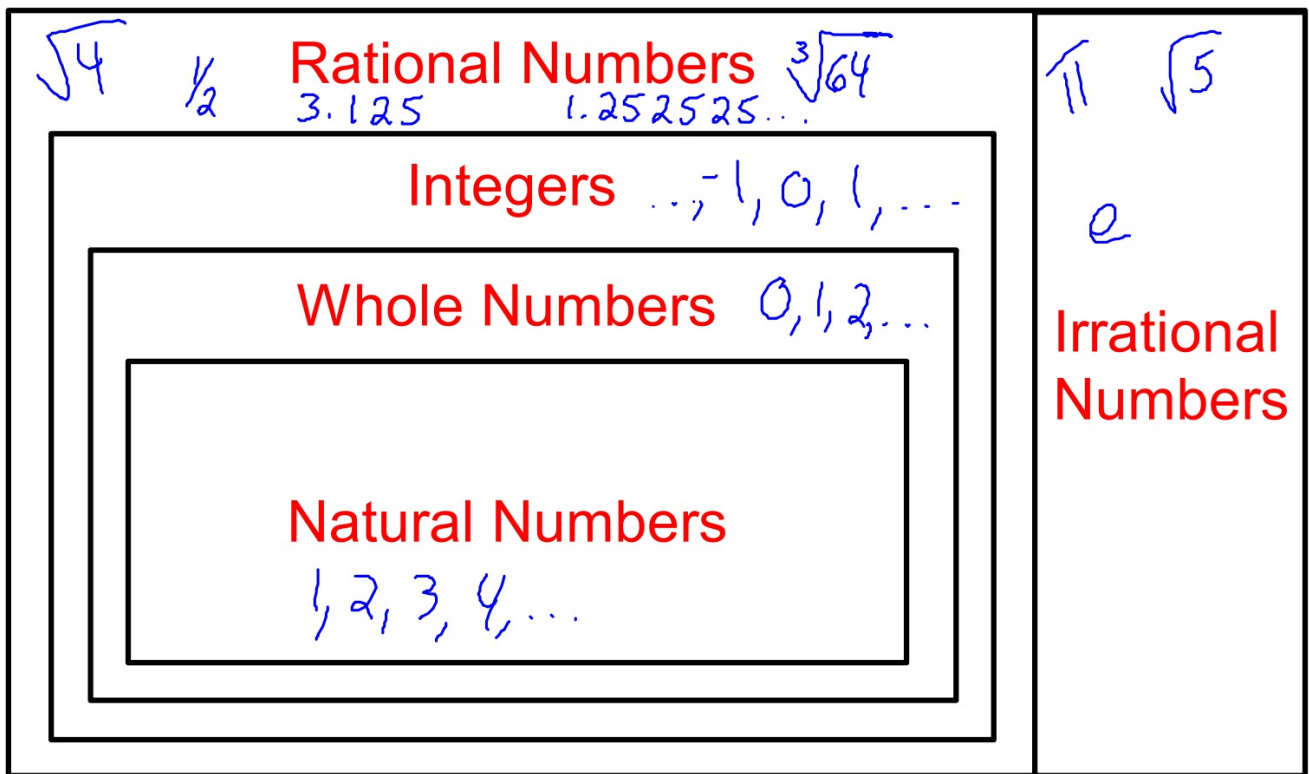 √4 ½ Rational Numbers ∛64
3.125 1.252525...
Integers ..., -1, 0, 1, ...
Whole Numbers 0, 1, 2, ...
Natural Numbers
1, 2, 3, 4, ...
π √5
e
Irrational
Numbers